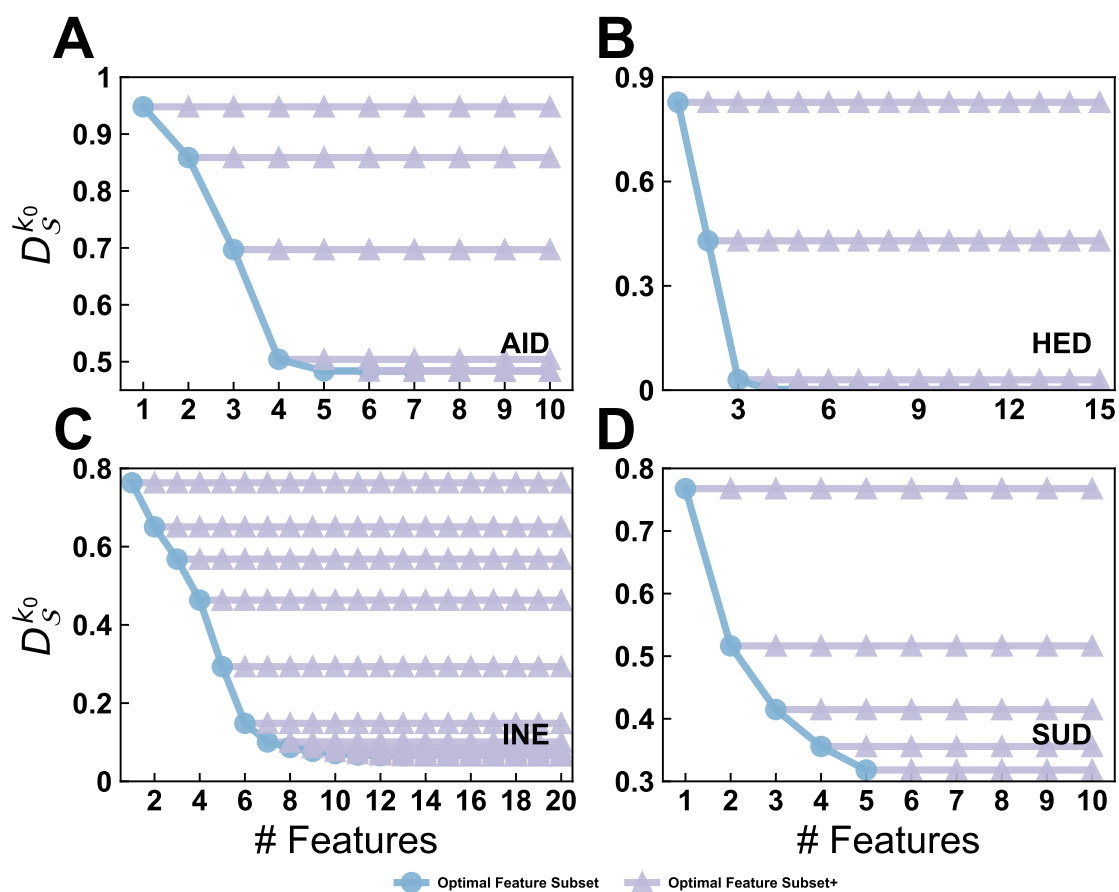 A
1
0.9
0.8
0.7
0.6
0.5
D_S^{k_0}
AID
1 2 3 4 5 6 7 8 9 10
B
0.9
0.6
0.3
0
HED
3 6 9 12 15
C
0.8
0.6
0.4
0.2
0
D_S^{k_0}
INE
2 4 6 8 10 12 14 16 18 20
# Features
D
0.8
0.7
0.6
0.5
0.4
0.3
SUD
1 2 3 4 5 6 7 8 9 10
# Features
Optimal Feature Subset Optimal Feature Subset+